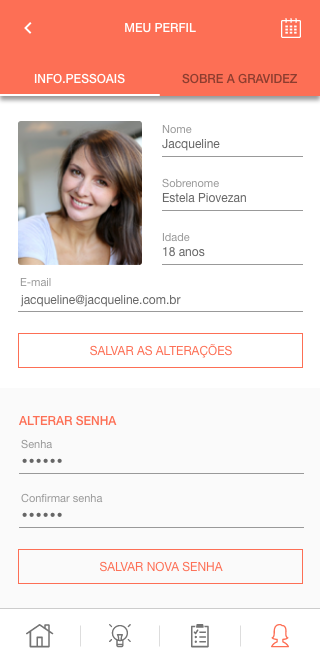 MEU PERFIL
INFO.PESSOAIS
SOBRE A GRAVIDEZ
Nome
Jacqueline
Sobrenome
Estela Piovezan
Idade
18 anos
E-mail
jacqueline@jacqueline.com.br
SALVAR AS ALTERAÇÕES
ALTERAR SENHA
Senha
••••••
Confirmar senha
••••••
SALVAR NOVA SENHA